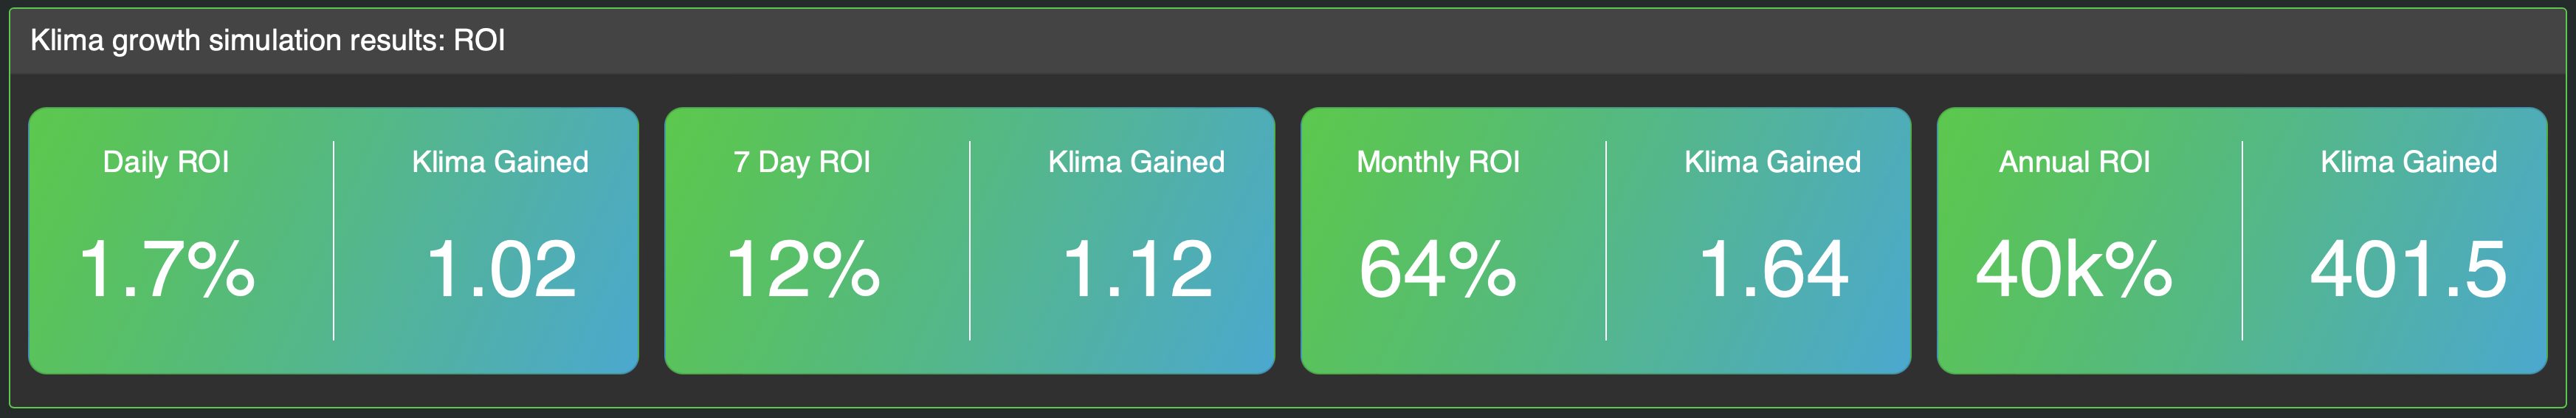 Klima growth simulation results: ROI
Daily ROI
1.7%
Klima Gained
1.02
7 Day ROI
12%
Klima Gained
1.12
Monthly ROI
64%
Klima Gained
1.64
Annual ROI
40k%
Klima Gained
401.5